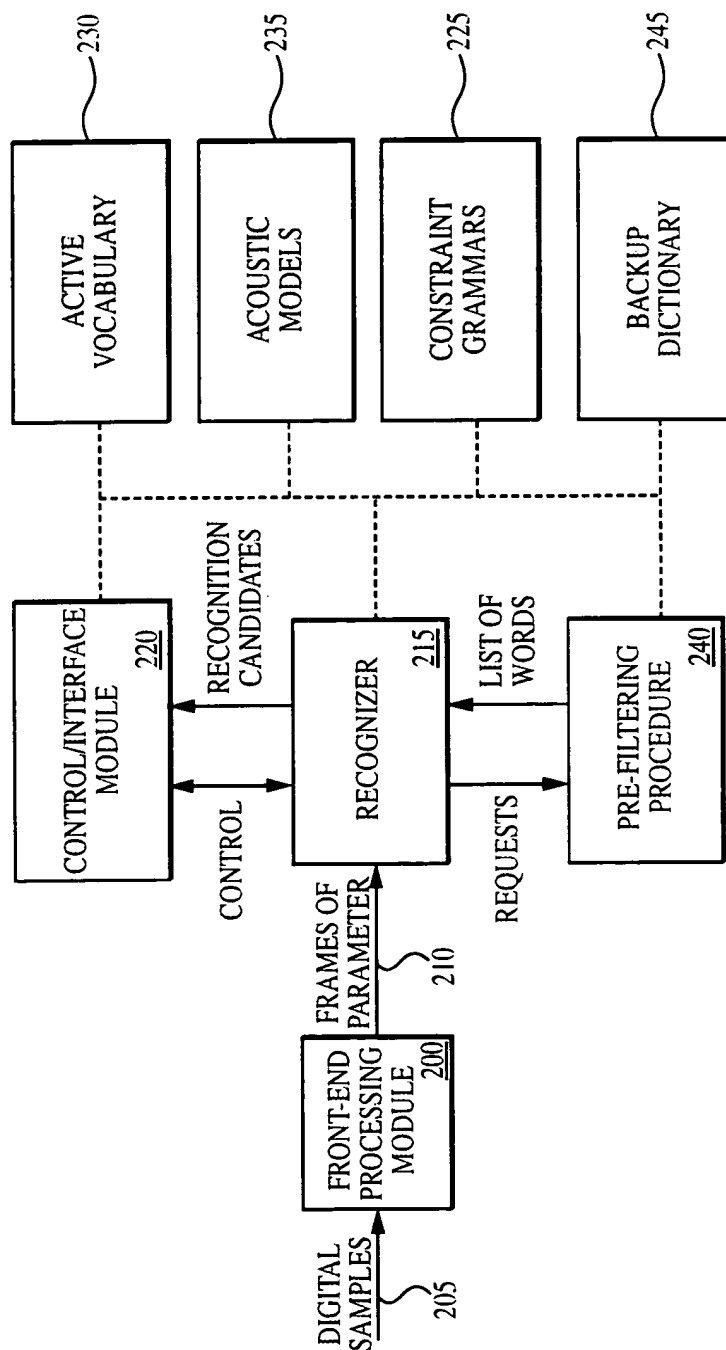 DIGITAL
SAMPLES
205
FRONT-END
PROCESSING
MODULE
200
FRAMES OF
PARAMETER
210
CONTROL/INTERFACE
MODULE
220
CONTROL
RECOGNITION
CANDIDATES
RECOGNIZER
215
REQUESTS
LIST OF
WORDS
PRE-FILTERING
PROCEDURE
240
ACTIVE
VOCABULARY
230
ACOUSTIC
MODELS
235
CONSTRAINT
GRAMMARS
225
BACKUP
DICTIONARY
245